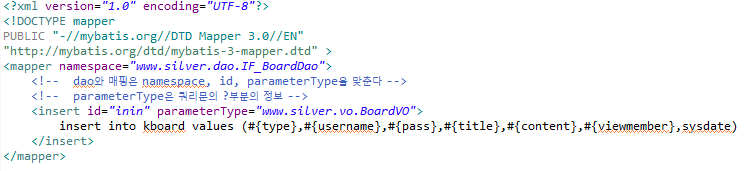 <?xml version="1.0" encoding="UTF-8"?>
<!DOCTYPE mapper
PUBLIC "-//mybatis.org//DTD Mapper 3.0//EN"
"http://mybatis.org/dtd/mybatis-3-mapper.dtd" >
<mapper namespace="www.silver.dao.IF_BoardDao">
<!--  dao와 매핑은 namespace, id, parameterType을 맞춘다 -->
<!--  parameterType은 쿼리문의 ?부분의 정보 -->
<insert id="inin" parameterType="www.silver.vo.BoardVO">
insert into kboard values (#{type},#{username},#{pass},#{title},#{content},#{viewmember},sysdate)
</insert>
</mapper>